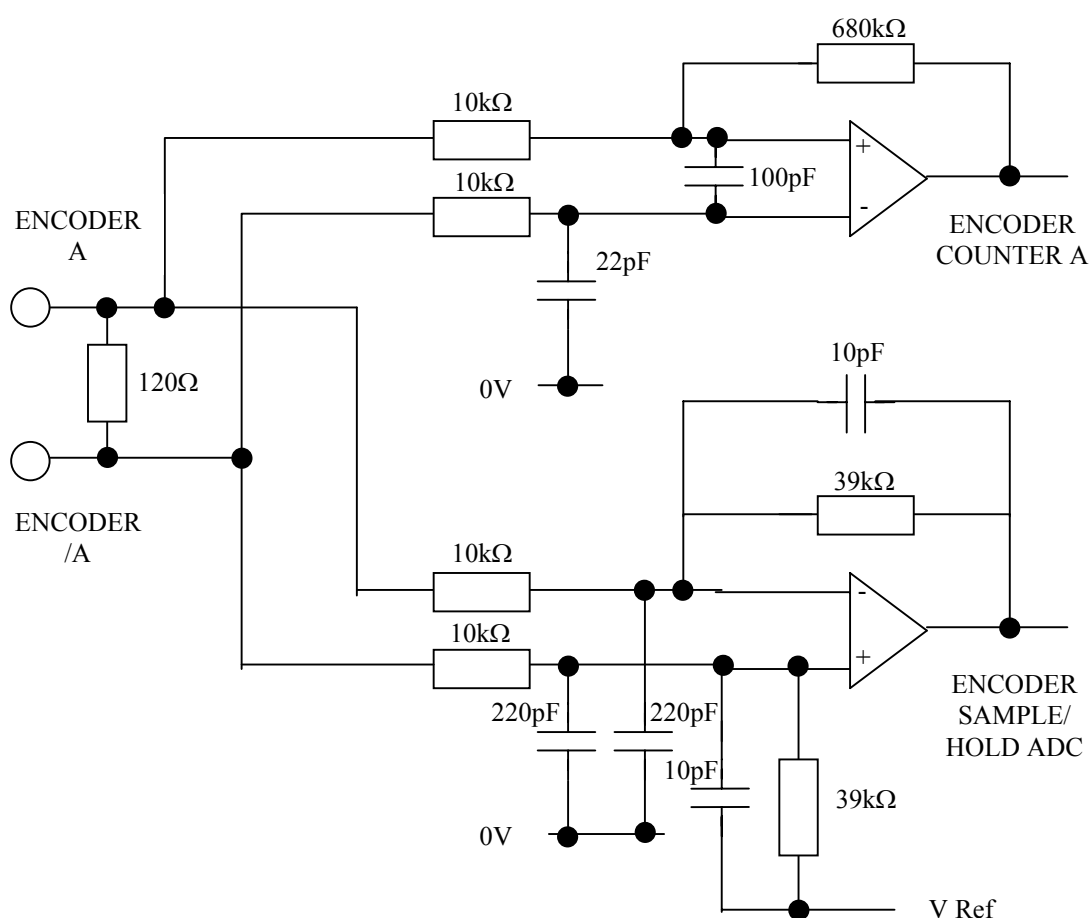 680kΩ
10kΩ
+
100pF
10kΩ
-
ENCODER
A
ENCODER
COUNTER A
22pF
0V
120Ω
10pF
39kΩ
ENCODER
/A
10kΩ
-
10kΩ
+
220pF
220pF
10pF
ENCODER
SAMPLE/
HOLD ADC
39kΩ
0V
V Ref